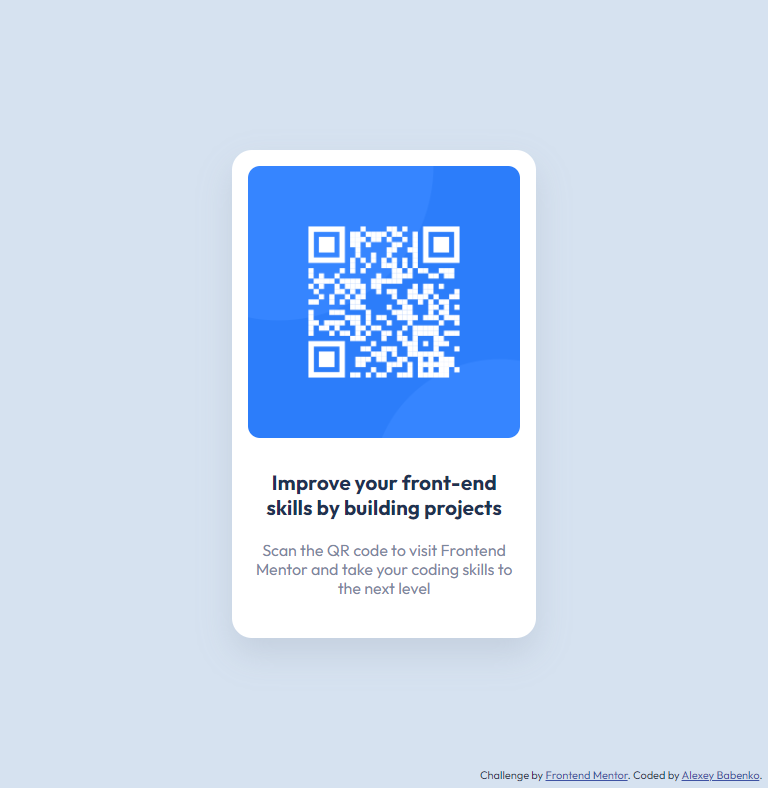 Improve your front-end
skills by building projects
Scan the QR code to visit Frontend
Mentor and take your coding skills to
the next level
Challenge by Frontend Mentor. Coded by Alexey Babenko.